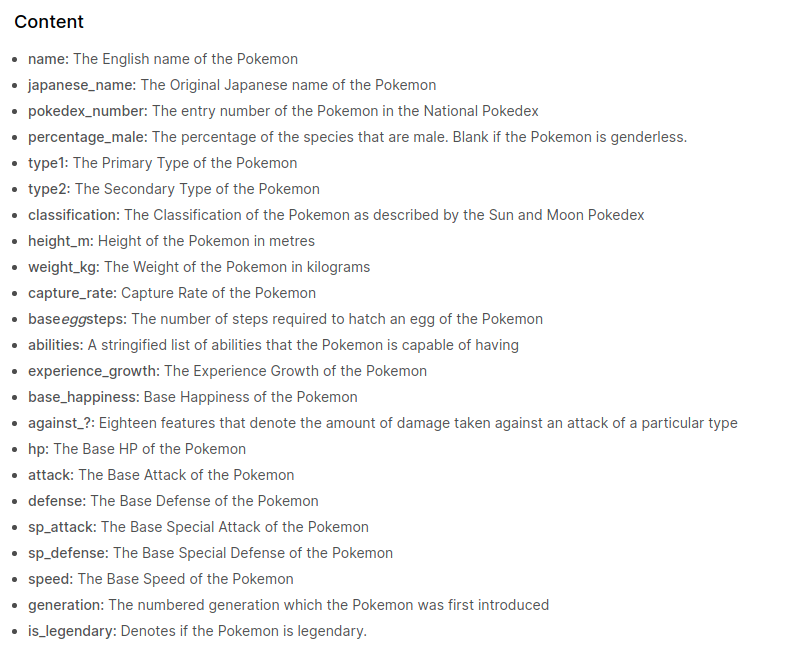 Content
• name: The English name of the Pokemon
• japanese_name: The Original Japanese name of the Pokemon
• pokedex_number: The entry number of the Pokemon in the National Pokedex
• percentage_male: The percentage of the species that are male. Blank if the Pokemon is genderless.
• type1: The Primary Type of the Pokemon
• type2: The Secondary Type of the Pokemon
• classification: The Classification of the Pokemon as described by the Sun and Moon Pokedex
• height_m: Height of the Pokemon in metres
• weight_kg: The Weight of the Pokemon in kilograms
• capture_rate: Capture Rate of the Pokemon
• baseeggsteps: The number of steps required to hatch an egg of the Pokemon
• abilities: A stringified list of abilities that the Pokemon is capable of having
• experience_growth: The Experience Growth of the Pokemon
• base_happiness: Base Happiness of the Pokemon
• against_?: Eighteen features that denote the amount of damage taken against an attack of a particular type
• hp: The Base HP of the Pokemon
• attack: The Base Attack of the Pokemon
• defense: The Base Defense of the Pokemon
• sp_attack: The Base Special Attack of the Pokemon
• sp_defense: The Base Special Defense of the Pokemon
• speed: The Base Speed of the Pokemon
• generation: The numbered generation which the Pokemon was first introduced
• is_legendary: Denotes if the Pokemon is legendary.